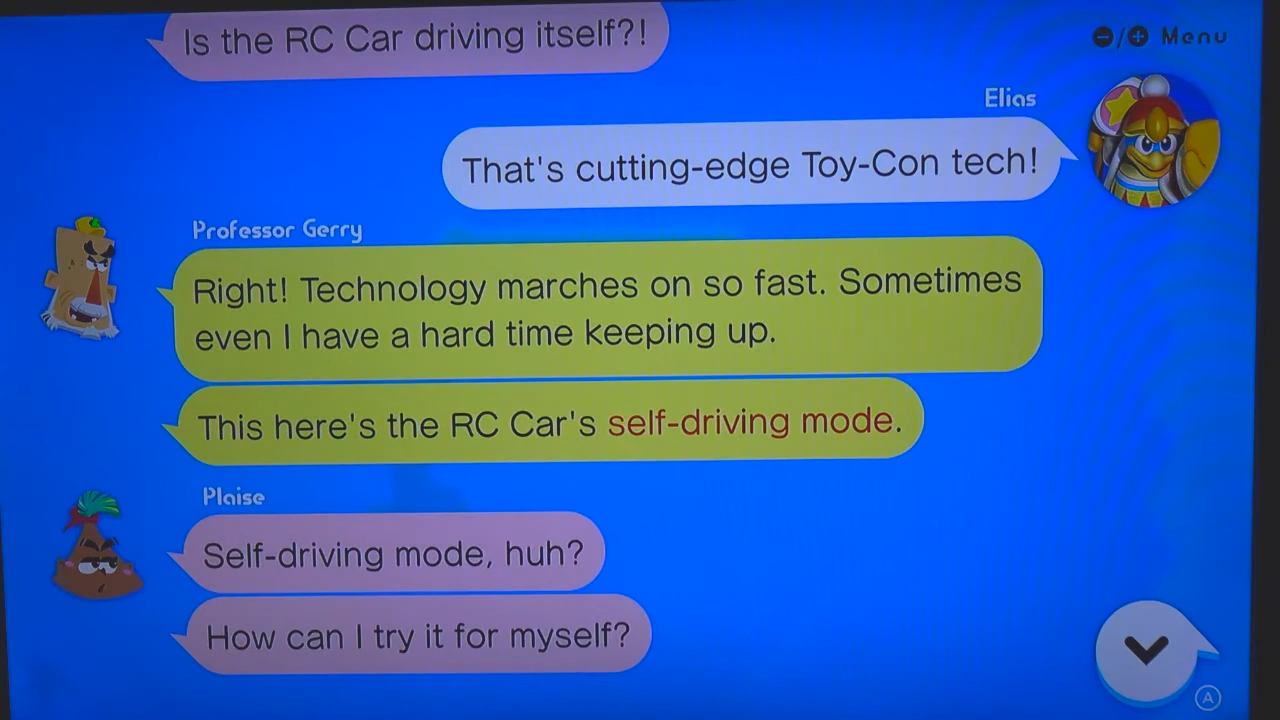 Is the RC Car driving itself?!
-/+ Menu
Elias
That's cutting-edge Toy-Con tech!
Professor Gerry
Right! Technology marches on so fast. Sometimes
even I have a hard time keeping up.
This here's the RC Car's self-driving mode.
Plaise
Self-driving mode, huh?
How can I try it for myself?
A